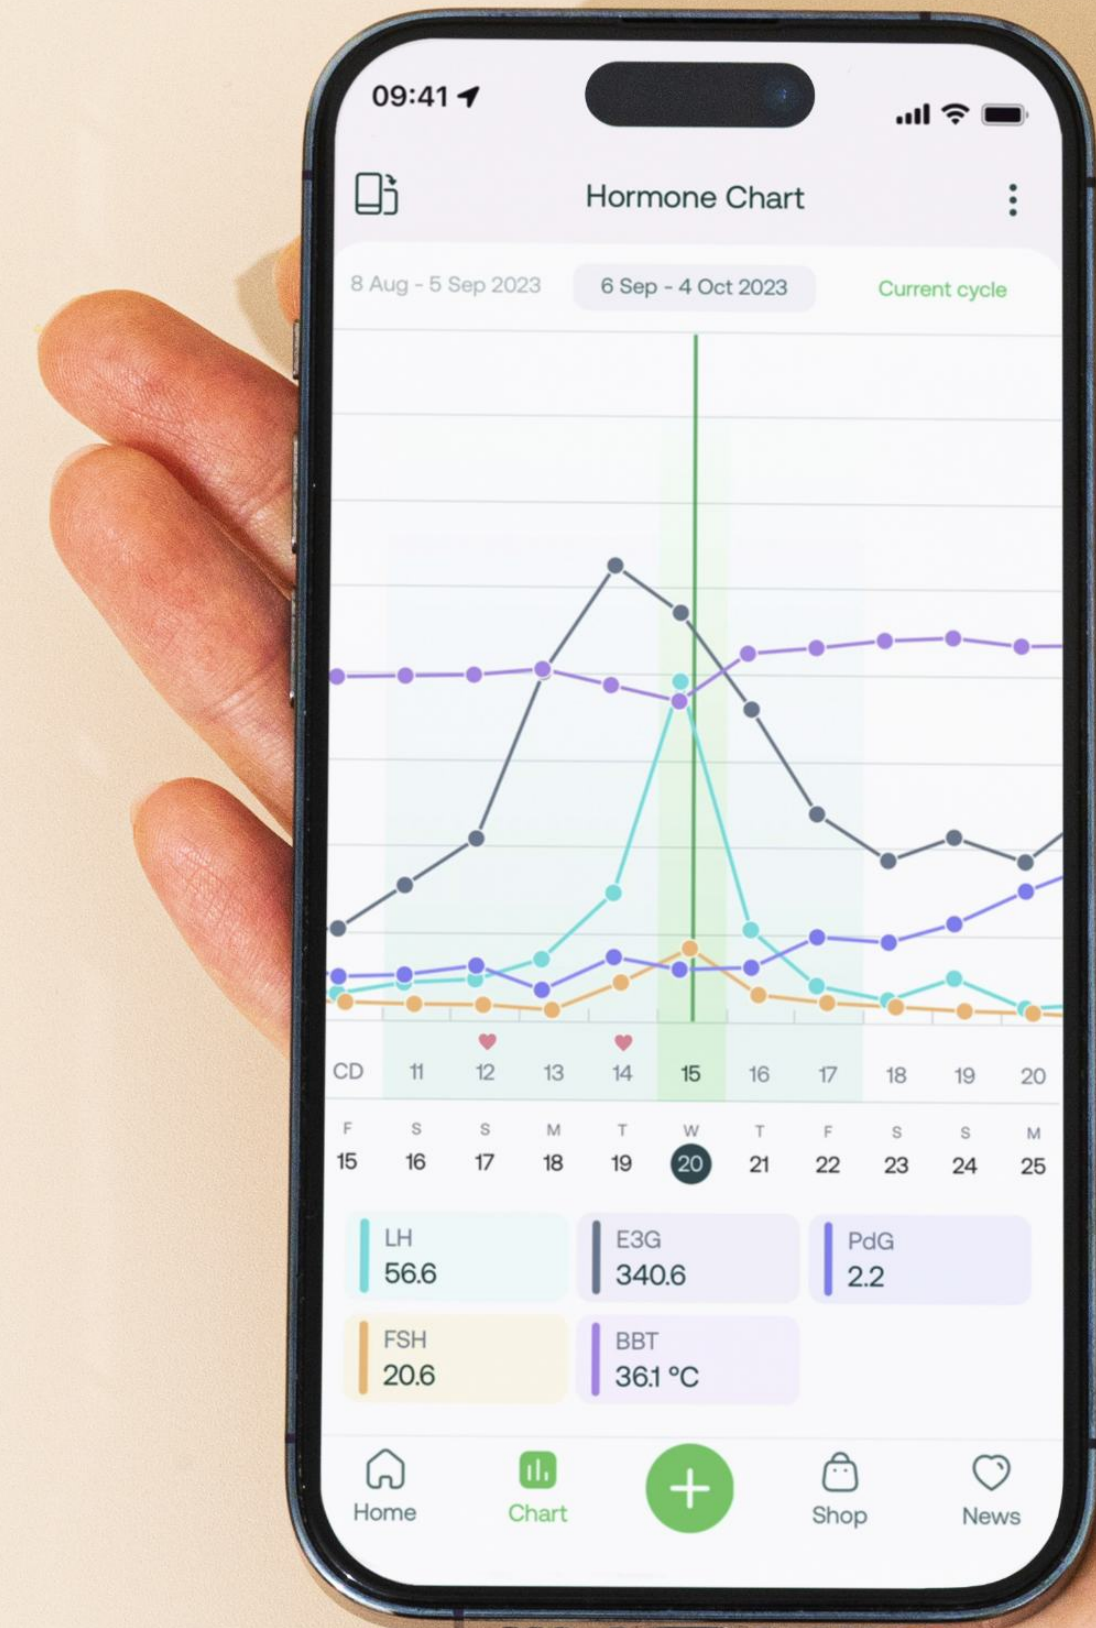 09:41
Hormone Chart
8 Aug - 5 Sep 2023 6 Sep - 4 Oct 2023 Current cycle
CD 11 12 13 14 15 16 17 18 19 20
F S S M T W T F S S M
15 16 17 18 19 20 21 22 23 24 25
LH E3G PdG
56.6 340.6 2.2
FSH BBT
20.6 36.1 °C
Home Chart Shop News